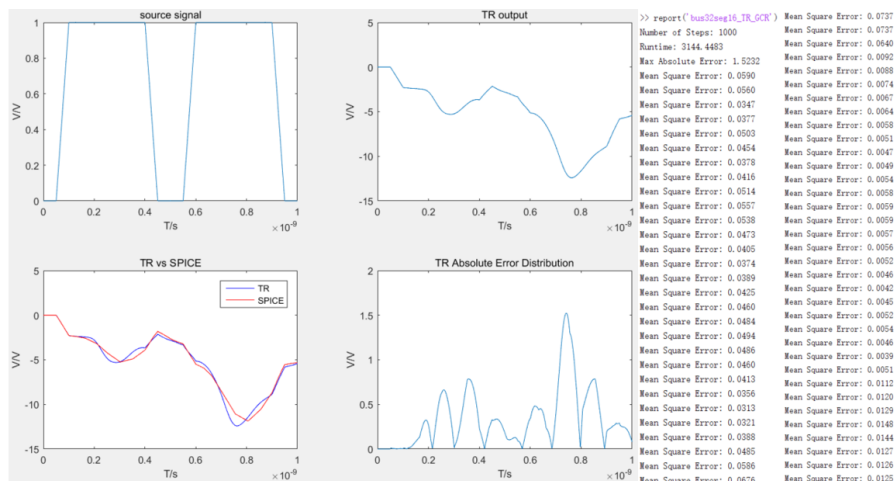 source signal
V/V
1
0.8
0.6
0.4
0.2
0
0 0.2 0.4 0.6 0.8 1
T/s
×10⁻⁹
TR output
V/V
5
0
-5
-10
-15
0 0.2 0.4 0.6 0.8 1
T/s
×10⁻⁹
TR vs SPICE
V/V
5
0
-5
-10
-15
TR
SPICE
0 0.2 0.4 0.6 0.8 1
T/s
×10⁻⁹
TR Absolute Error Distribution
V/V
2
1.5
1
0.5
0
0 0.2 0.4 0.6 0.8 1
T/s
×10⁻⁹
>> report('bus32seg16_TR_GCR')
Number of Steps: 1000
Runtime: 3144.4483
Max Absolute Error: 1.5232
Mean Square Error: 0.0590
Mean Square Error: 0.0560
Mean Square Error: 0.0347
Mean Square Error: 0.0377
Mean Square Error: 0.0503
Mean Square Error: 0.0454
Mean Square Error: 0.0378
Mean Square Error: 0.0416
Mean Square Error: 0.0514
Mean Square Error: 0.0557
Mean Square Error: 0.0538
Mean Square Error: 0.0473
Mean Square Error: 0.0405
Mean Square Error: 0.0374
Mean Square Error: 0.0389
Mean Square Error: 0.0425
Mean Square Error: 0.0460
Mean Square Error: 0.0484
Mean Square Error: 0.0494
Mean Square Error: 0.0486
Mean Square Error: 0.0460
Mean Square Error: 0.0413
Mean Square Error: 0.0356
Mean Square Error: 0.0313
Mean Square Error: 0.0321
Mean Square Error: 0.0388
Mean Square Error: 0.0485
Mean Square Error: 0.0586
Mean Square Error: 0.0676
Mean Square Error: 0.0737
Mean Square Error: 0.0737
Mean Square Error: 0.0640
Mean Square Error: 0.0092
Mean Square Error: 0.0088
Mean Square Error: 0.0074
Mean Square Error: 0.0067
Mean Square Error: 0.0064
Mean Square Error: 0.0058
Mean Square Error: 0.0051
Mean Square Error: 0.0047
Mean Square Error: 0.0049
Mean Square Error: 0.0054
Mean Square Error: 0.0058
Mean Square Error: 0.0059
Mean Square Error: 0.0059
Mean Square Error: 0.0057
Mean Square Error: 0.0056
Mean Square Error: 0.0052
Mean Square Error: 0.0046
Mean Square Error: 0.0042
Mean Square Error: 0.0045
Mean Square Error: 0.0052
Mean Square Error: 0.0054
Mean Square Error: 0.0046
Mean Square Error: 0.0039
Mean Square Error: 0.0051
Mean Square Error: 0.0112
Mean Square Error: 0.0120
Mean Square Error: 0.0129
Mean Square Error: 0.0148
Mean Square Error: 0.0144
Mean Square Error: 0.0127
Mean Square Error: 0.0126
Mean Square Error: 0.0125